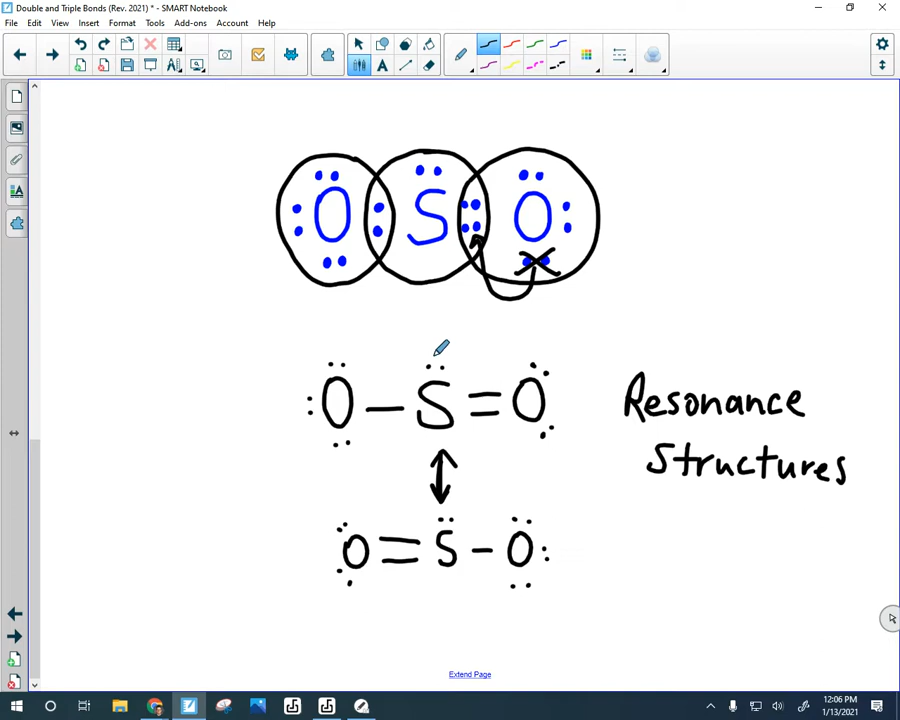 Double and Triple Bonds (Rev. 2021) * - SMART Notebook
File Edit View Insert Format Tools Add-ons Account Help
O S O
O - S = O
Resonance
Structures
O = S - O
Extend Page
12:06 PM
1/13/2021